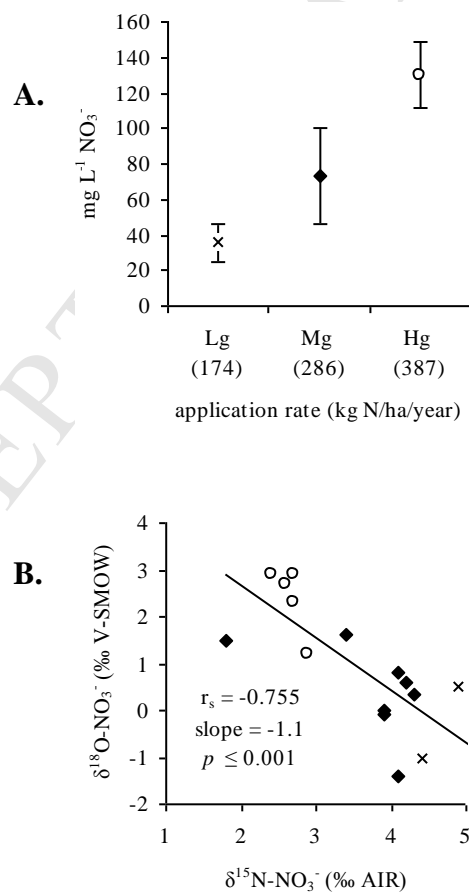 A.
mg L⁻¹ NO₃⁻
160
140
120
100
80
60
40
20
0
Lg Mg Hg
(174) (286) (387)
application rate (kg N/ha/year)
B.
δ¹⁸O-NO₃⁻ (‰ V-SMOW)
4
3
2
1
0
-1
-2
rₛ = -0.755
slope = -1.1
p ≤ 0.001
1 2 3 4 5
δ¹⁵N-NO₃⁻ (‰ AIR)